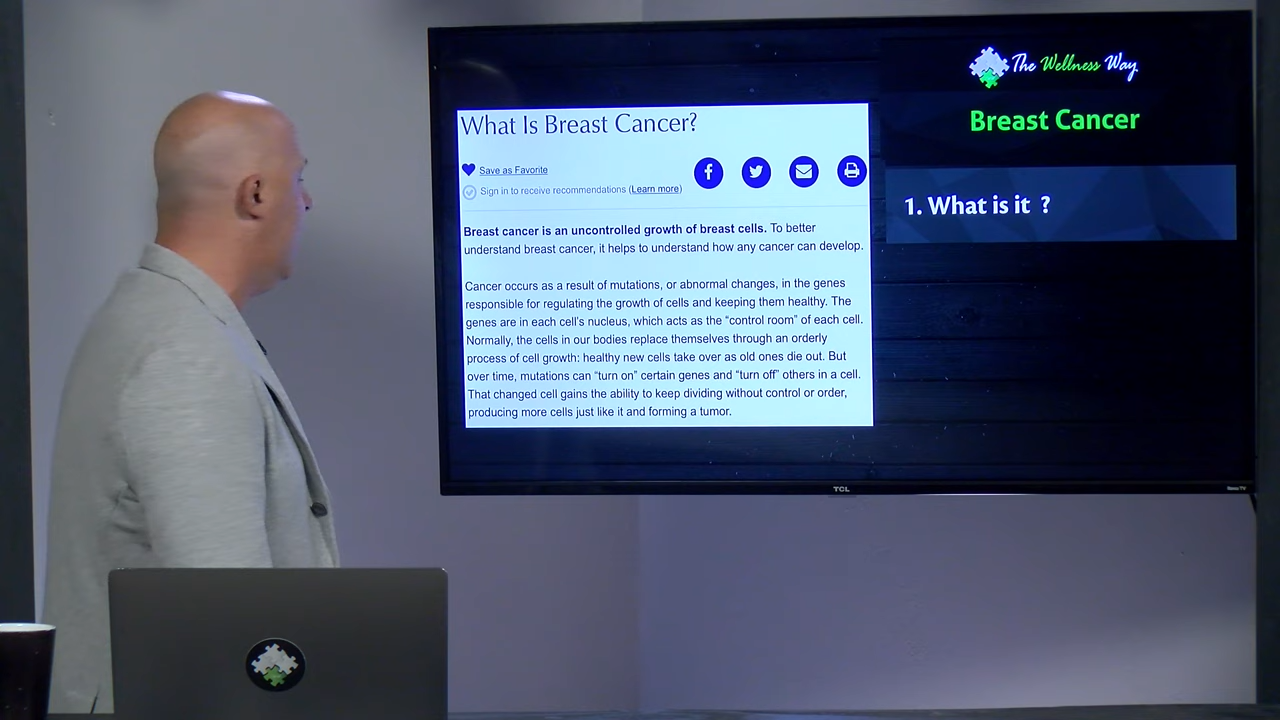 What Is Breast Cancer?
Save as Favorite
Sign in to receive recommendations (Learn more)
Breast cancer is an uncontrolled growth of breast cells. To better
understand breast cancer, it helps to understand how any cancer can develop.
Cancer occurs as a result of mutations, or abnormal changes, in the genes
responsible for regulating the growth of cells and keeping them healthy. The
genes are in each cell's nucleus, which acts as the “control room” of each cell.
Normally, the cells in our bodies replace themselves through an orderly
process of cell growth: healthy new cells take over as old ones die out. But
over time, mutations can “turn on” certain genes and “turn off” others in a cell.
That changed cell gains the ability to keep dividing without control or order,
producing more cells just like it and forming a tumor.
The Wellness Way
Breast Cancer
1. What is it ?
TCL
Roku TV